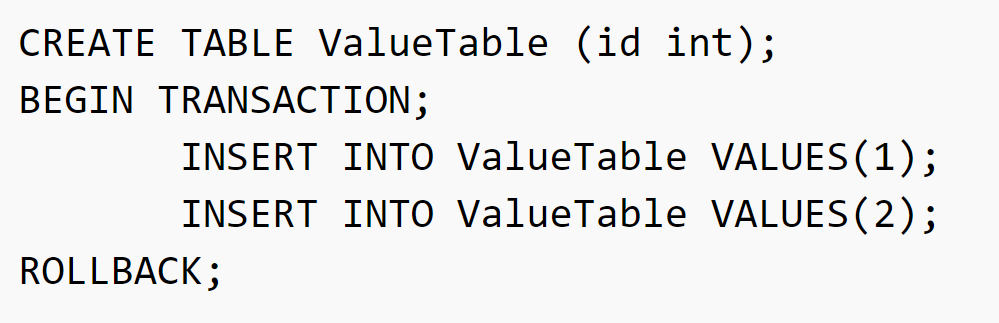 CREATE TABLE ValueTable (id int);
BEGIN TRANSACTION;
INSERT INTO ValueTable VALUES(1);
INSERT INTO ValueTable VALUES(2);
ROLLBACK;